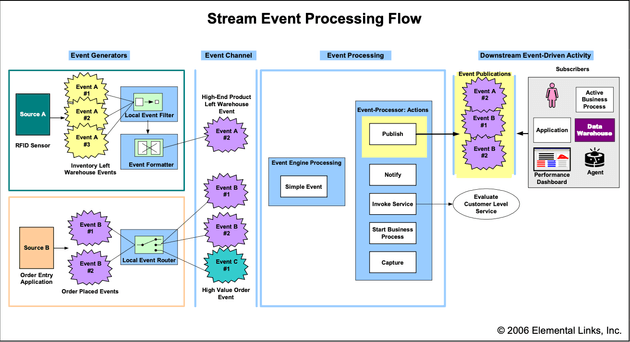 Stream Event Processing Flow
Event Generators
Event Channel
Event Processing
Downstream Event-Driven Activity
Source A
RFID Sensor
Event A
#1
Event A
#2
Event A
#3
Inventory Left
Warehouse Events
Local Event Filter
Event Formatter
High-End Product
Left Warehouse
Event
Event A
#2
Source B
Order Entry
Application
Event B
#1
Event B
#2
Order Placed Events
Local Event Router
Event B
#1
Event B
#2
Event C
#1
High Value Order
Event
Event Engine Processing
Simple Event
Event-Processor: Actions
Publish
Notify
Invoke Service
Start Business
Process
Capture
Event Publications
Event A
#2
Event B
#1
Event B
#2
Evaluate
Customer Level
Service
Subscribers
Active
Business
Process
Application
Data
Warehouse
Performance
Dashboard
Agent
© 2006 Elemental Links, Inc.